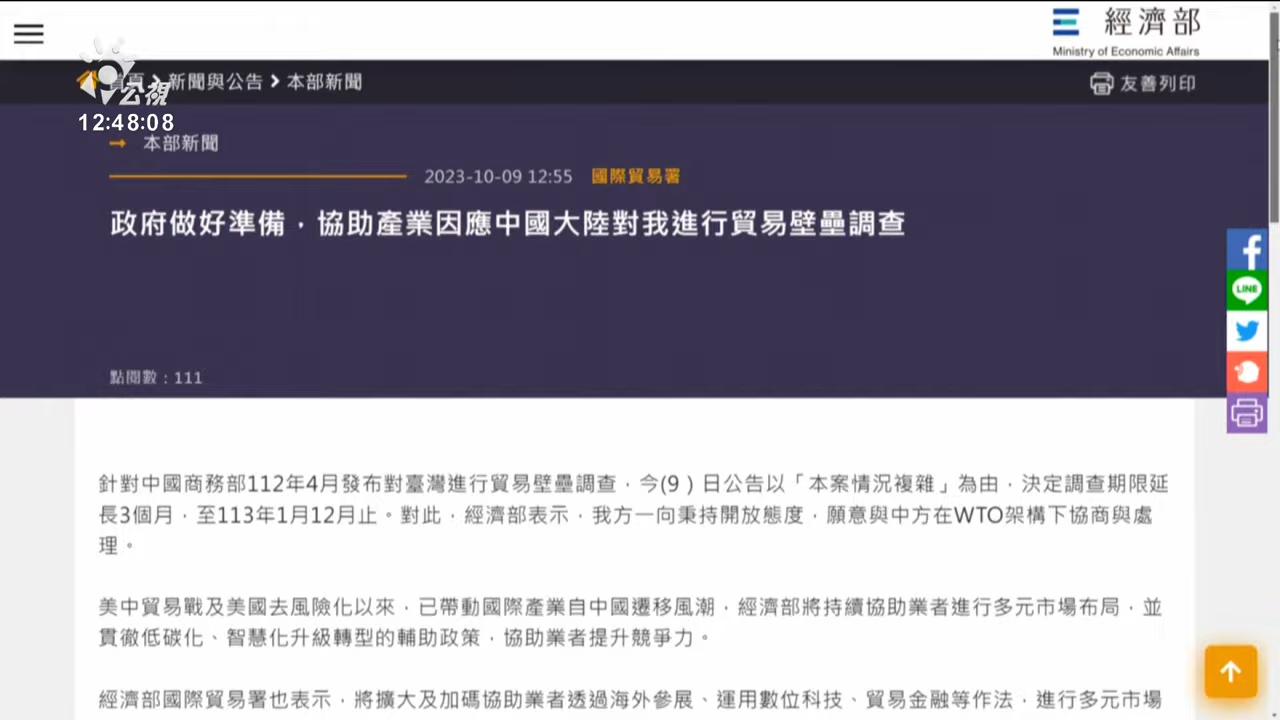 經濟部
Ministry of Economic Affairs
首頁 新聞與公告 本部新聞
友善列印
公視
12:48:08
本部新聞
2023-10-09 12:55 國際貿易署
政府做好準備，協助產業因應中國大陸對我進行貿易壁壘調查
LINE
點閱數：111
針對中國商務部112年4月發布對臺灣進行貿易壁壘調查，今(9）日公告以「本案情況複雜」為由，決定調查期限延
長3個月，至113年1月12月止。對此，經濟部表示，我方一向秉持開放態度，願意與中方在WTO架構下協商與處
理。
美中貿易戰及美國去風險化以來，已帶動國際產業自中國遷移風潮，經濟部將持續協助業者進行多元市場布局，並
貫徹低碳化、智慧化升級轉型的輔助政策，協助業者提升競爭力。
經濟部國際貿易署也表示，將擴大及加碼協助業者透過海外參展、運用數位科技、貿易金融等作法，進行多元市場